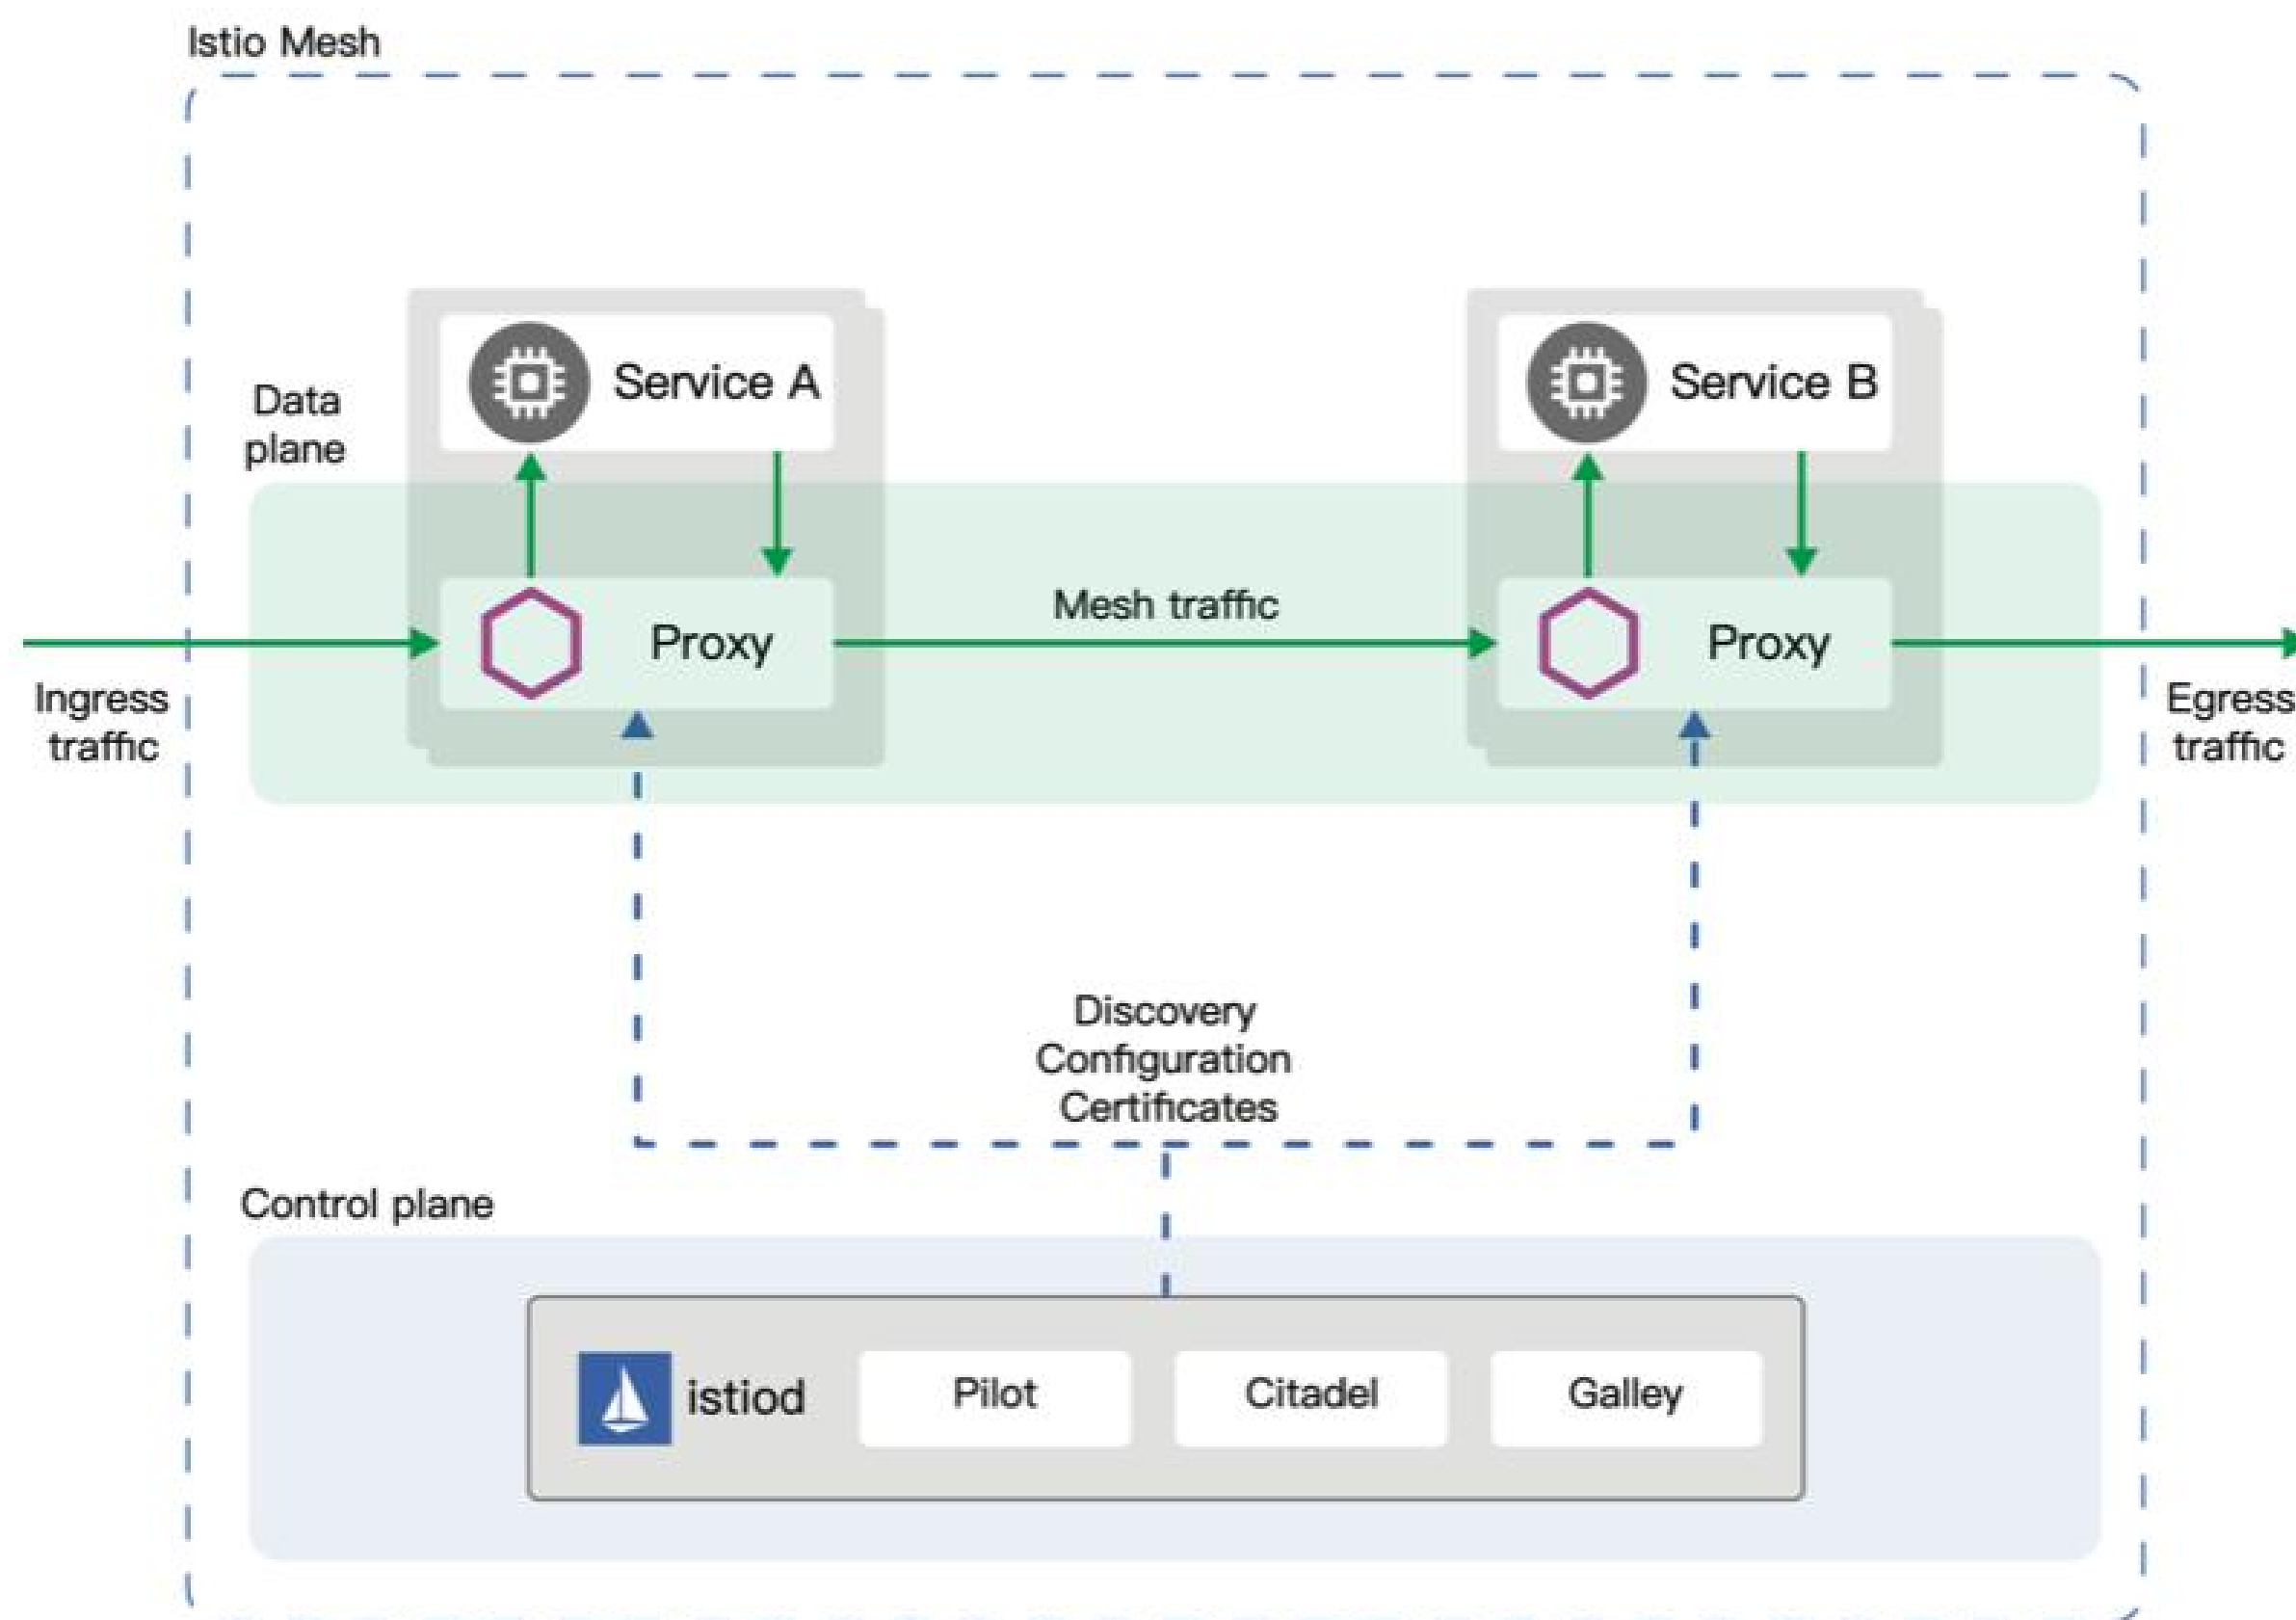 Istio Mesh
Service A
Service B
Data
plane
Mesh traffic
Proxy
Proxy
Ingress
traffic
Egress
traffic
Discovery
Configuration
Certificates
Control plane
istiod
Pilot
Citadel
Galley